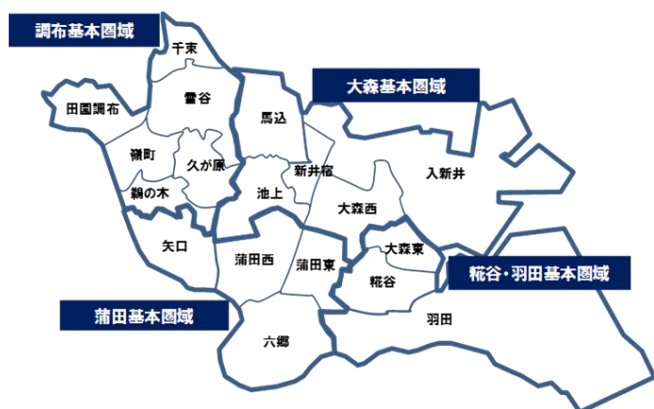 調布基本圏域
千束
大森基本圏域
雪谷
田園調布
馬込
嶺町
久が原
新井宿
入新井
鵜の木
池上
大森西
矢口
大森東
蒲田西
蒲田東
糀谷・羽田基本圏域
糀谷
蒲田基本圏域
羽田
六郷